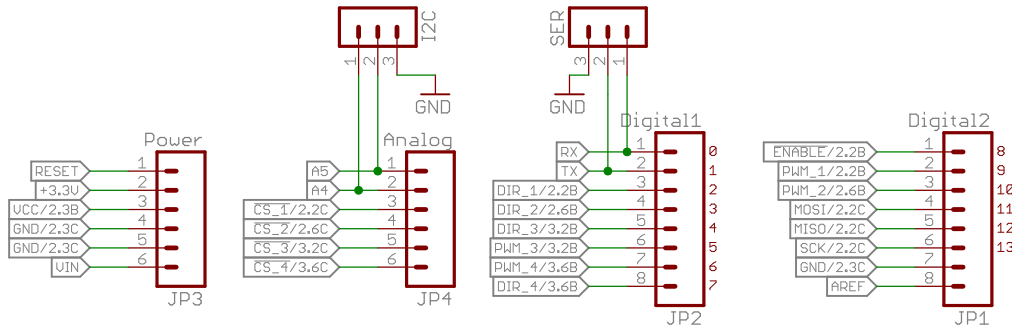 I2C
1 2 3
GND
SER
3 2 1
GND
Power
RESET 1
+3.3V 2
VCC/2.3B 3
GND/2.3C 4
GND/2.3C 5
VIN 6
JP3
Analog
A5 1
A4 2
CS_1/2.2C 3
CS_2/2.6C 4
CS_3/3.2C 5
CS_4/3.6C 6
JP4
Digital1
RX 1 0
TX 2 1
DIR_1/2.2B 3 2
DIR_2/2.6B 4 3
DIR_3/3.2B 5 4
PWM_3/3.2B 6 5
PWM_4/3.6B 7 6
DIR_4/3.6B 8 7
JP2
Digital2
ENABLE/2.2B 1 8
PWM_1/2.2B 2 9
PWM_2/2.6B 3 10
MOSI/2.2C 4 11
MISO/2.2C 5 12
SCK/2.2C 6 13
GND/2.3C 7
AREF 8
JP1